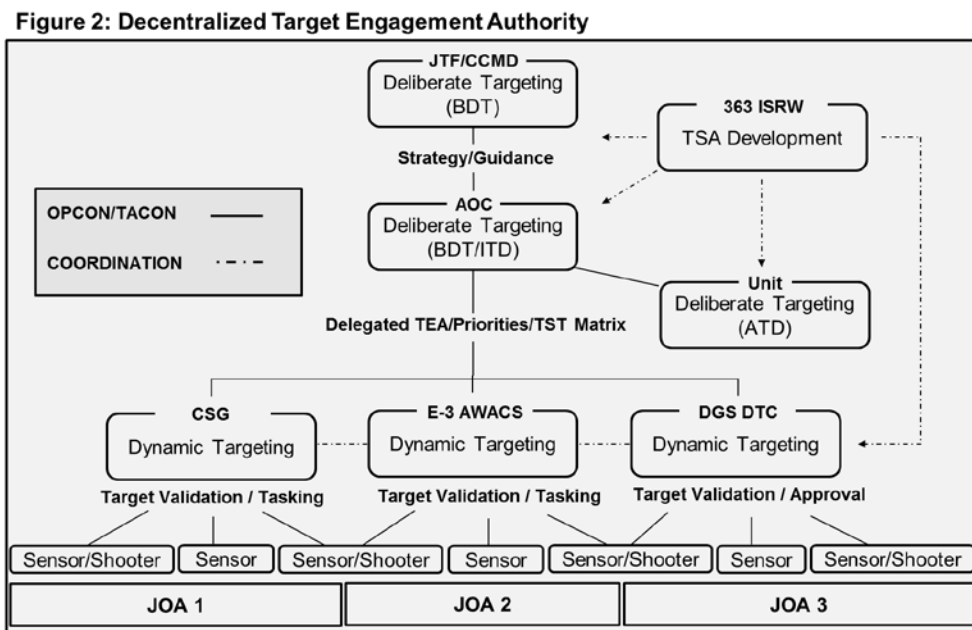 Figure 2: Decentralized Target Engagement Authority
JTF/CCMD
Deliberate Targeting
(BDT)
363 ISRW
TSA Development
Strategy/Guidance
OPCON/TACON
COORDINATION
AOC
Deliberate Targeting
(BDT/ITD)
Unit
Deliberate Targeting
(ATD)
Delegated TEA/Priorities/TST Matrix
CSG
Dynamic Targeting
E-3 AWACS
Dynamic Targeting
DGS DTC
Dynamic Targeting
Target Validation / Tasking
Target Validation / Tasking
Target Validation / Approval
Sensor/Shooter
Sensor
Sensor/Shooter
Sensor
Sensor/Shooter
Sensor
Sensor/Shooter
JOA 1
JOA 2
JOA 3